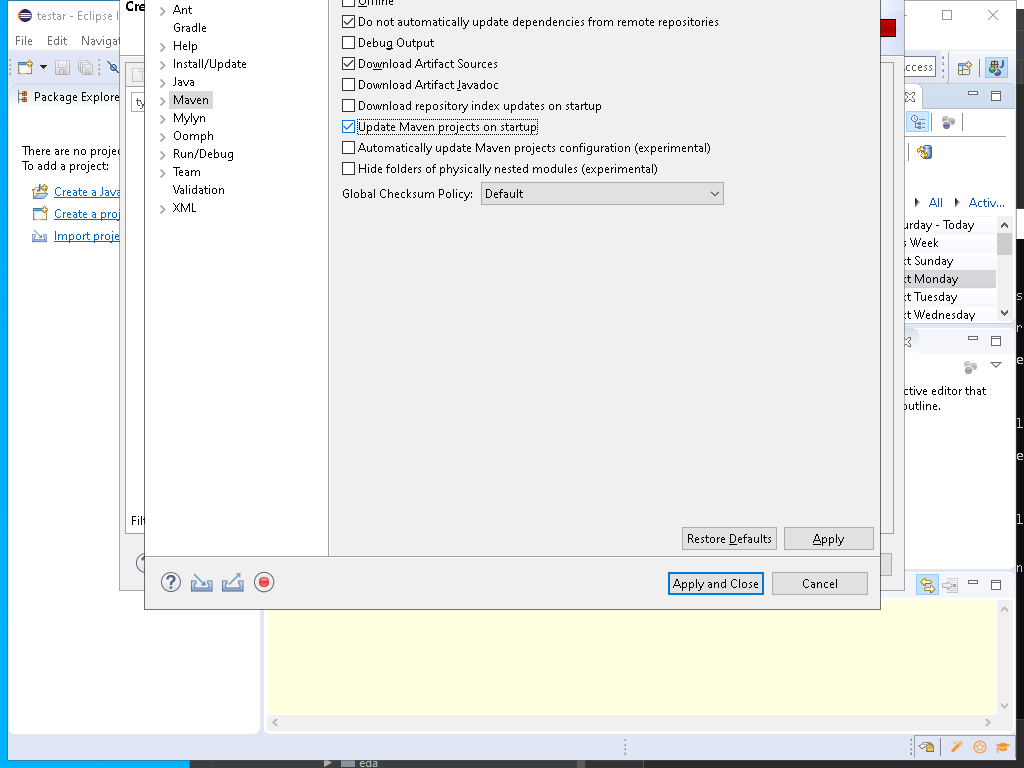 testar - Eclipse I
Cre
File Edit Navigat
Package Explore
There are no projec
To add a project:
Create a Java
Create a proj
Import proje
ty
Filt
Ant
Gradle
Help
Install/Update
Java
Maven
Mylyn
Oomph
Run/Debug
Team
Validation
XML
Offline
Do not automatically update dependencies from remote repositories
Debug Output
Download Artifact Sources
Download Artifact Javadoc
Download repository index updates on startup
Update Maven projects on startup
Automatically update Maven projects configuration (experimental)
Hide folders of physically nested modules (experimental)
Global Checksum Policy: Default
Restore Defaults Apply
Apply and Close Cancel
ccess
All Activ...
urday - Today
s Week
xt Sunday
xt Monday
xt Tuesday
xt Wednesday
ctive editor that
outline.
eda